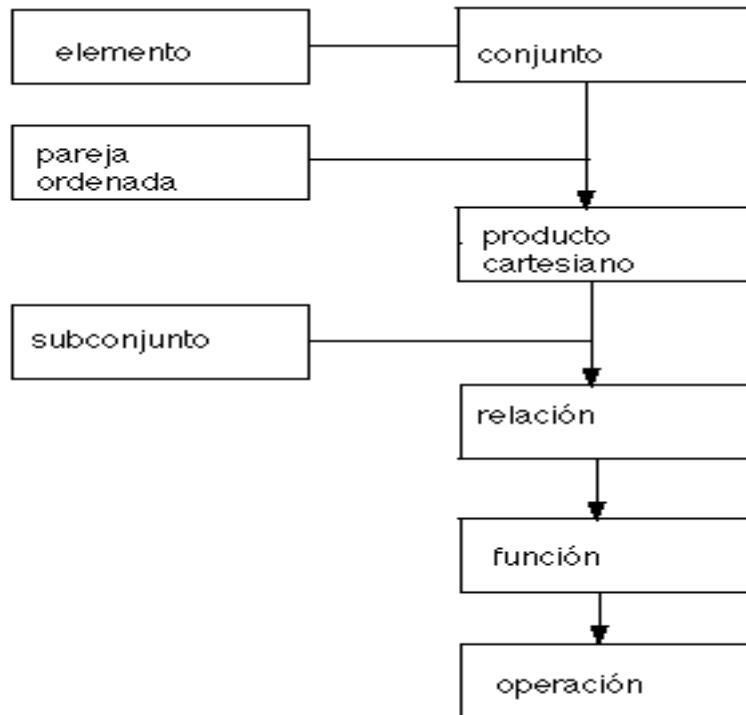 elemento
conjunto
pareja
ordenada
producto
cartesiano
subconjunto
relación
función
operación